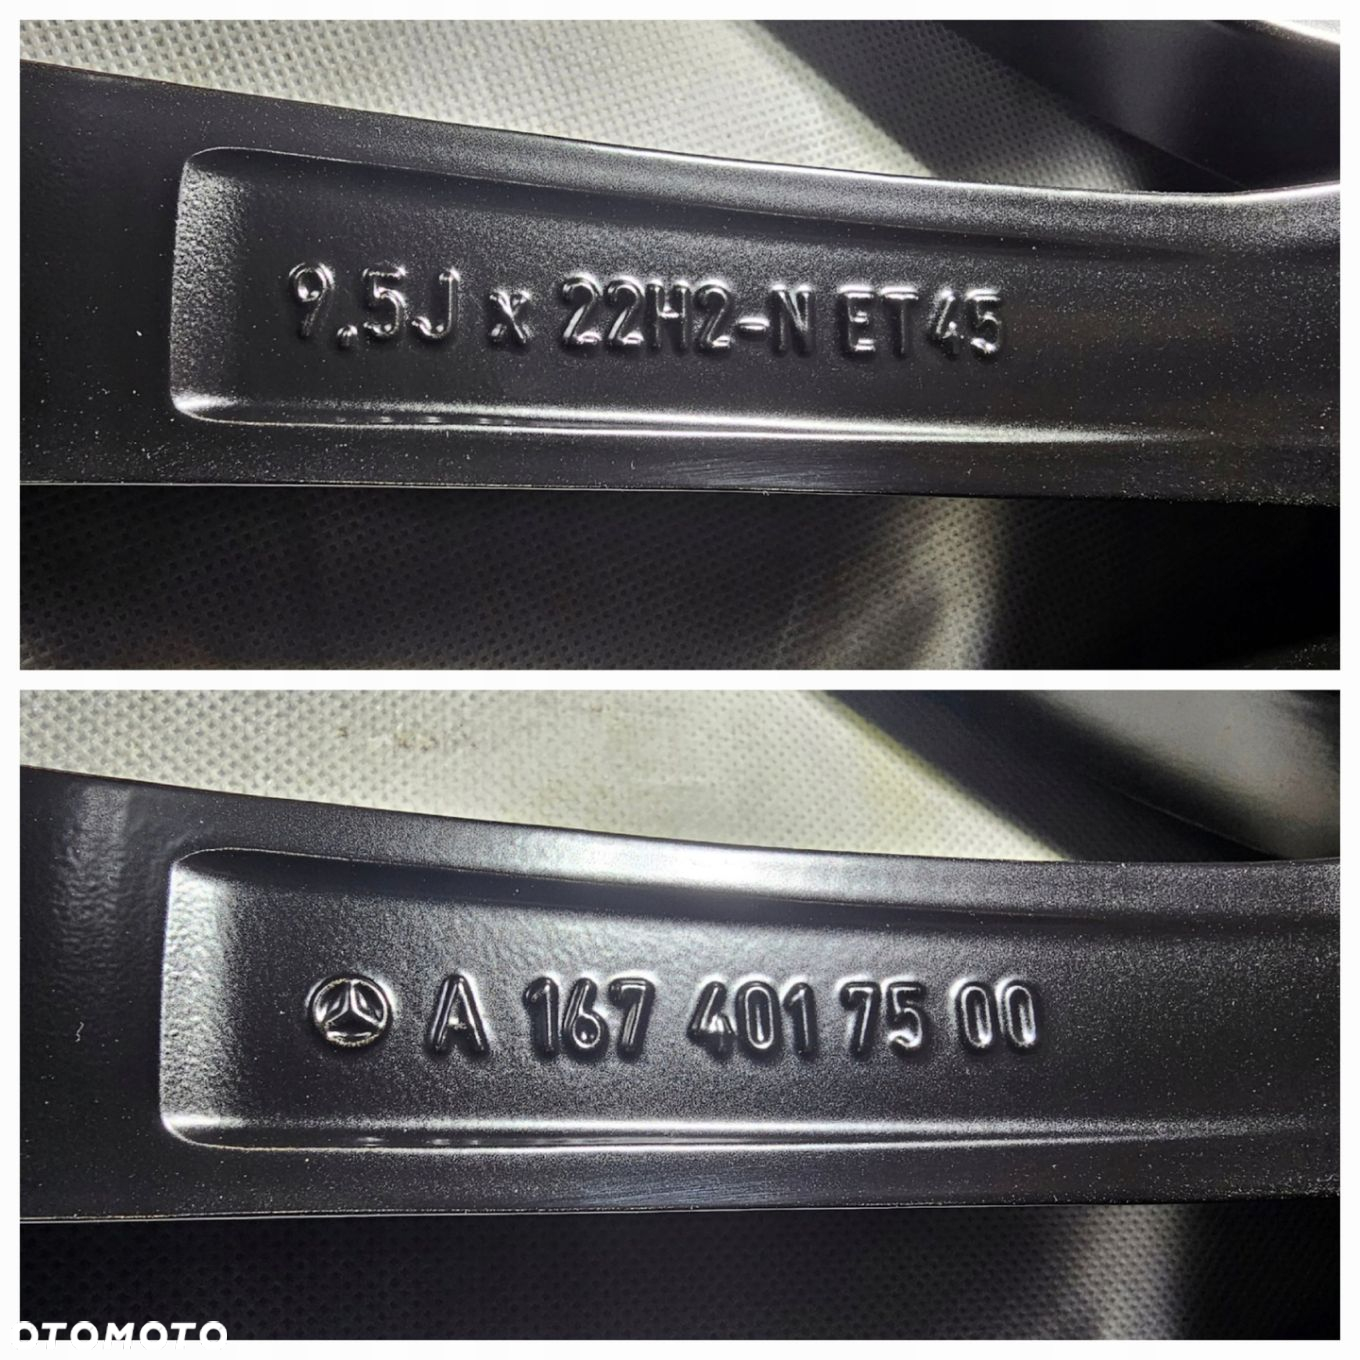 9.5J x 22H2-N ET45
A 167 401 75 00
OTOMOTO